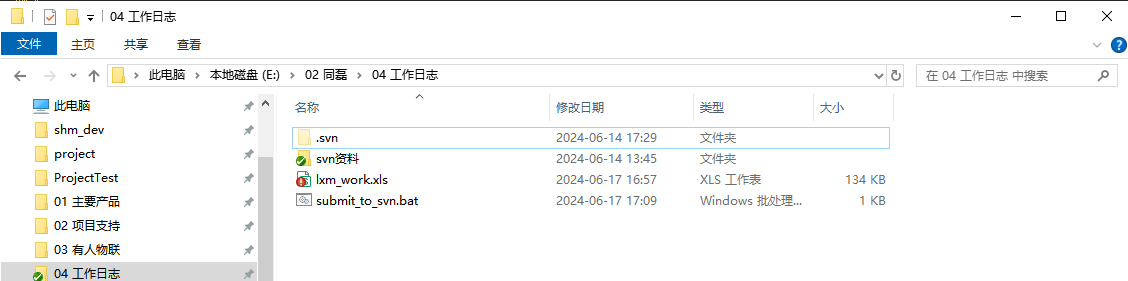 04 工作日志
文件 主页 共享 查看
此电脑 本地磁盘 (E:) 02 同磊 04 工作日志 在 04 工作日志 中搜索
此电脑
shm_dev
project
ProjectTest
01 主要产品
02 项目支持
03 有人物联
04 工作日志
名称 修改日期 类型 大小
.svn 2024-06-14 17:29 文件夹
svn资料 2024-06-14 13:45 文件夹
lxm_work.xls 2024-06-17 16:57 XLS 工作表 134 KB
submit_to_svn.bat 2024-06-17 17:09 Windows 批处理... 1 KB